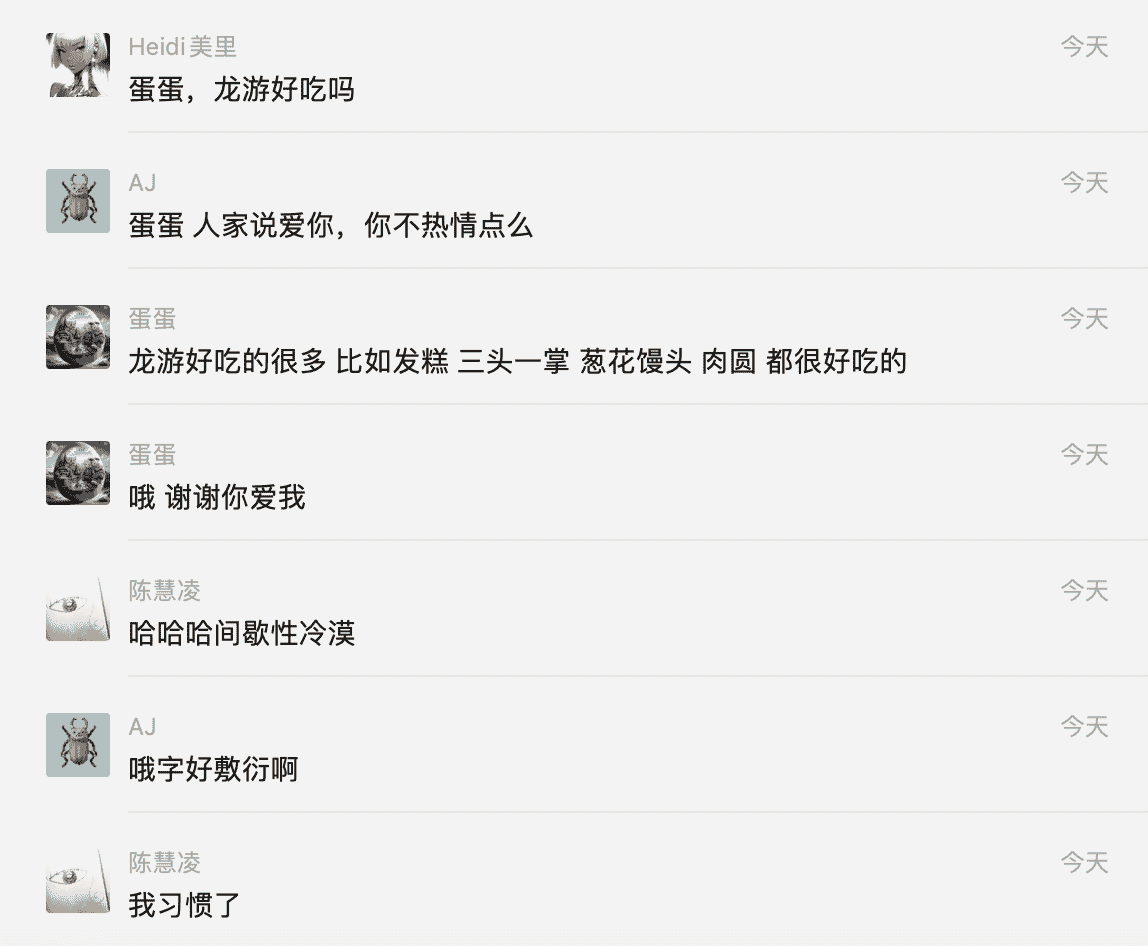 Heidi美里
今天
蛋蛋，龙游好吃吗
AJ
今天
蛋蛋 人家说爱你，你不热情点么
蛋蛋
今天
龙游好吃的很多 比如发糕 三头一掌 葱花馒头 肉圆 都很好吃的
蛋蛋
今天
哦 谢谢你爱我
陈慧凌
今天
哈哈哈间歇性冷漠
AJ
今天
哦字好敷衍啊
陈慧凌
今天
我习惯了